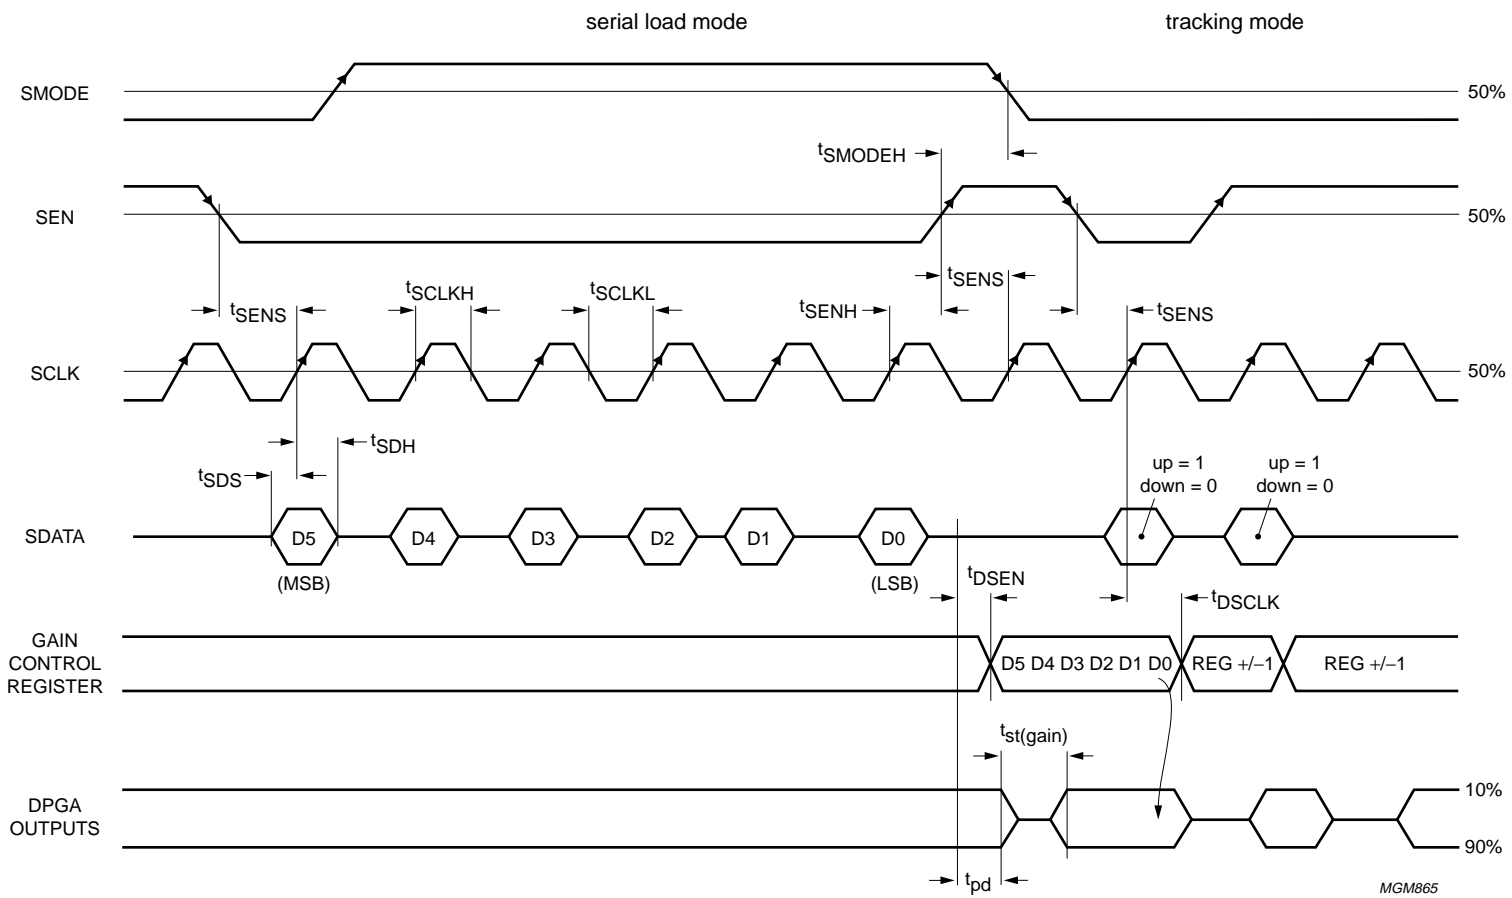 serial load mode
tracking mode
SMODE
50%
tSMODEH
SEN
50%
tSENS
tSCLKH
tSCLKL
tSENH
tSENS
tSENS
SCLK
50%
tSDH
tSDS
up = 1
down = 0
up = 1
down = 0
SDATA
D5
D4
D3
D2
D1
D0
(MSB)
(LSB)
tDSEN
tDSCLK
GAIN
CONTROL
REGISTER
D5 D4 D3 D2 D1 D0
REG +/−1
REG +/−1
tst(gain)
DPGA
OUTPUTS
10%
90%
tpd
MGM865